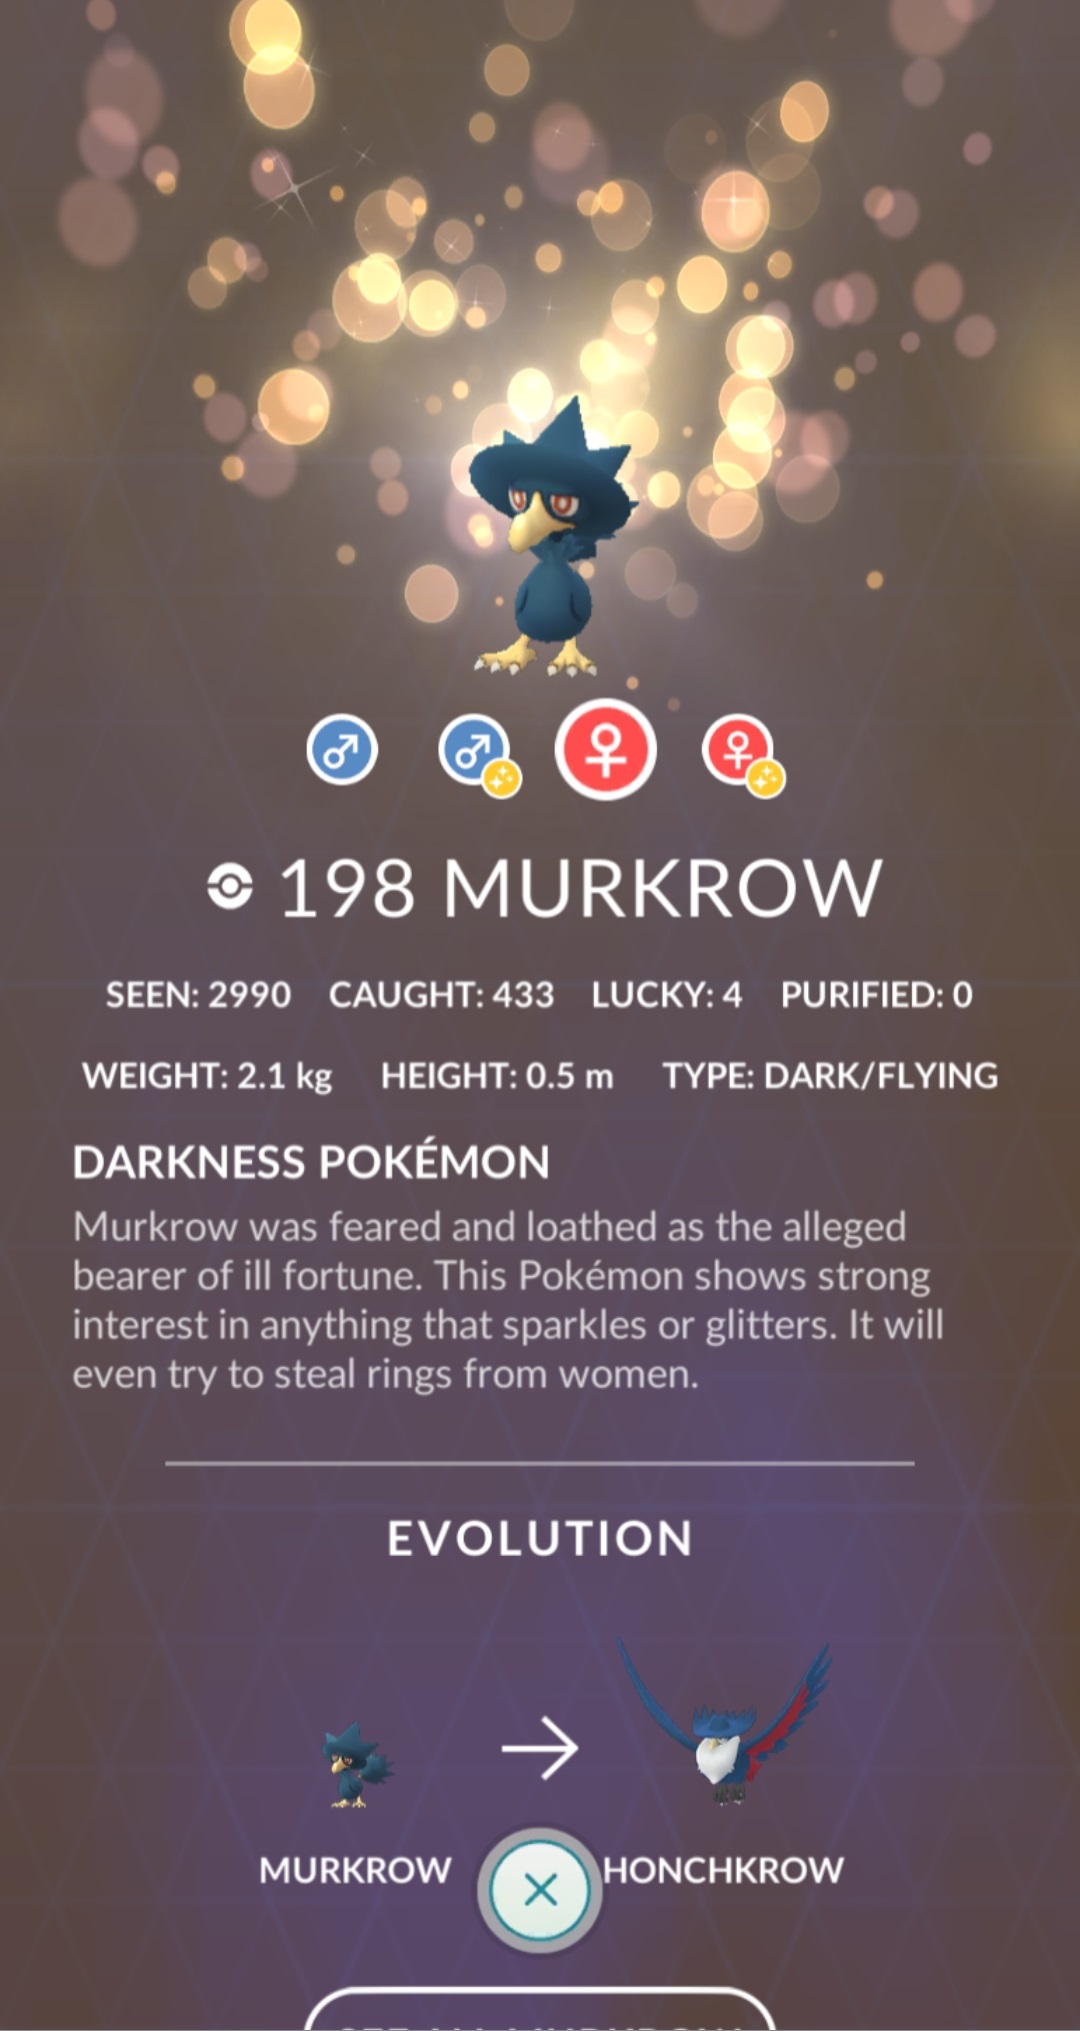 198 MURKROW
SEEN: 2990 CAUGHT: 433 LUCKY: 4 PURIFIED: 0
WEIGHT: 2.1 kg HEIGHT: 0.5 m TYPE: DARK/FLYING
DARKNESS POKÉMON
Murkrow was feared and loathed as the alleged
bearer of ill fortune. This Pokémon shows strong
interest in anything that sparkles or glitters. It will
even try to steal rings from women.
EVOLUTION
MURKROW HONCHKROW